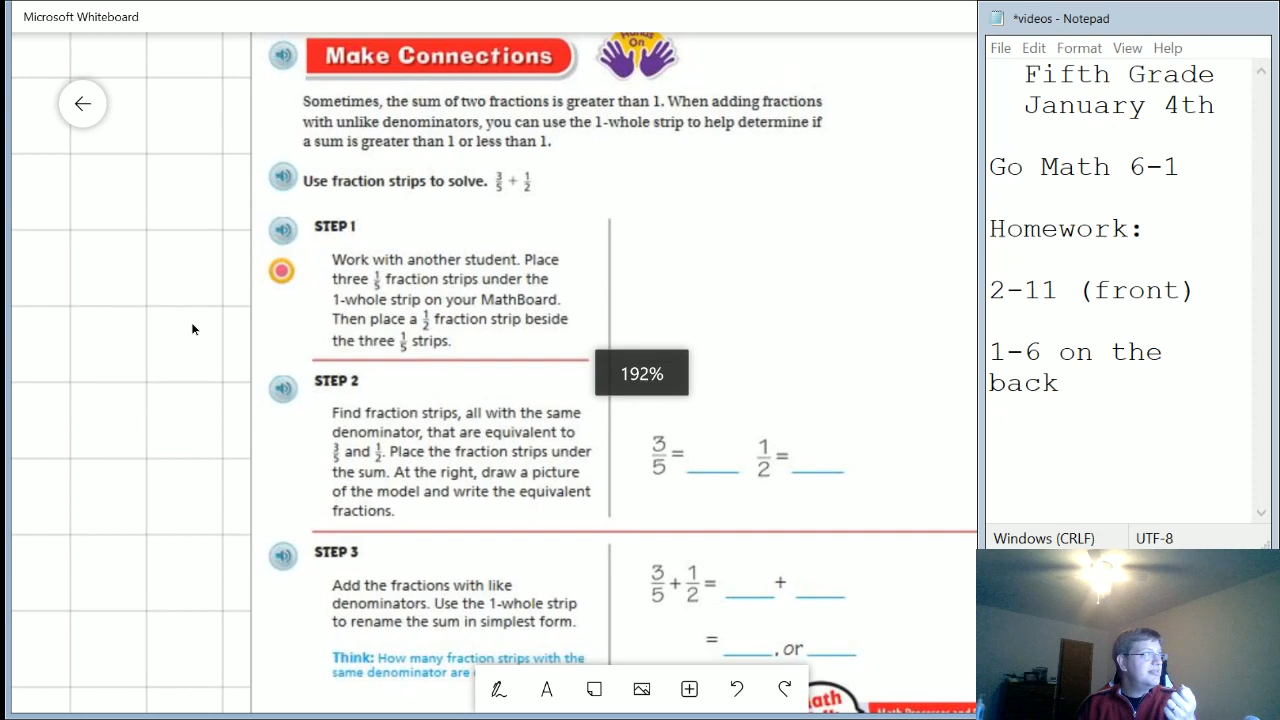 Microsoft Whiteboard
Hands
On
Make Connections
Sometimes, the sum of two fractions is greater than 1. When adding fractions
with unlike denominators, you can use the 1-whole strip to help determine if
a sum is greater than 1 or less than 1.
Use fraction strips to solve. 3/5 + 1/2
STEP 1
Work with another student. Place
three 1/5 fraction strips under the
1-whole strip on your MathBoard.
Then place a 1/2 fraction strip beside
the three 1/5 strips.
192%
STEP 2
Find fraction strips, all with the same
denominator, that are equivalent to
3/5 and 1/2. Place the fraction strips under
the sum. At the right, draw a picture
of the model and write the equivalent
fractions.
3/5 = ____ 1/2 = ____
STEP 3
Add the fractions with like
denominators. Use the 1-whole strip
to rename the sum in simplest form.
Think: How many fraction strips with the
same denominator are
3/5 + 1/2 = ____ + ____
= ____, or ____
*videos - Notepad
File Edit Format View Help
Fifth Grade
January 4th
Go Math 6-1
Homework:
2-11 (front)
1-6 on the
back
Windows (CRLF) UTF-8